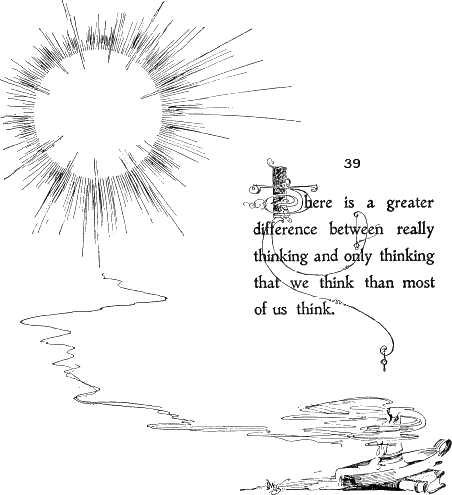 39
There is a greater
difference between really
thinking and only thinking
that we think than most
of us think.